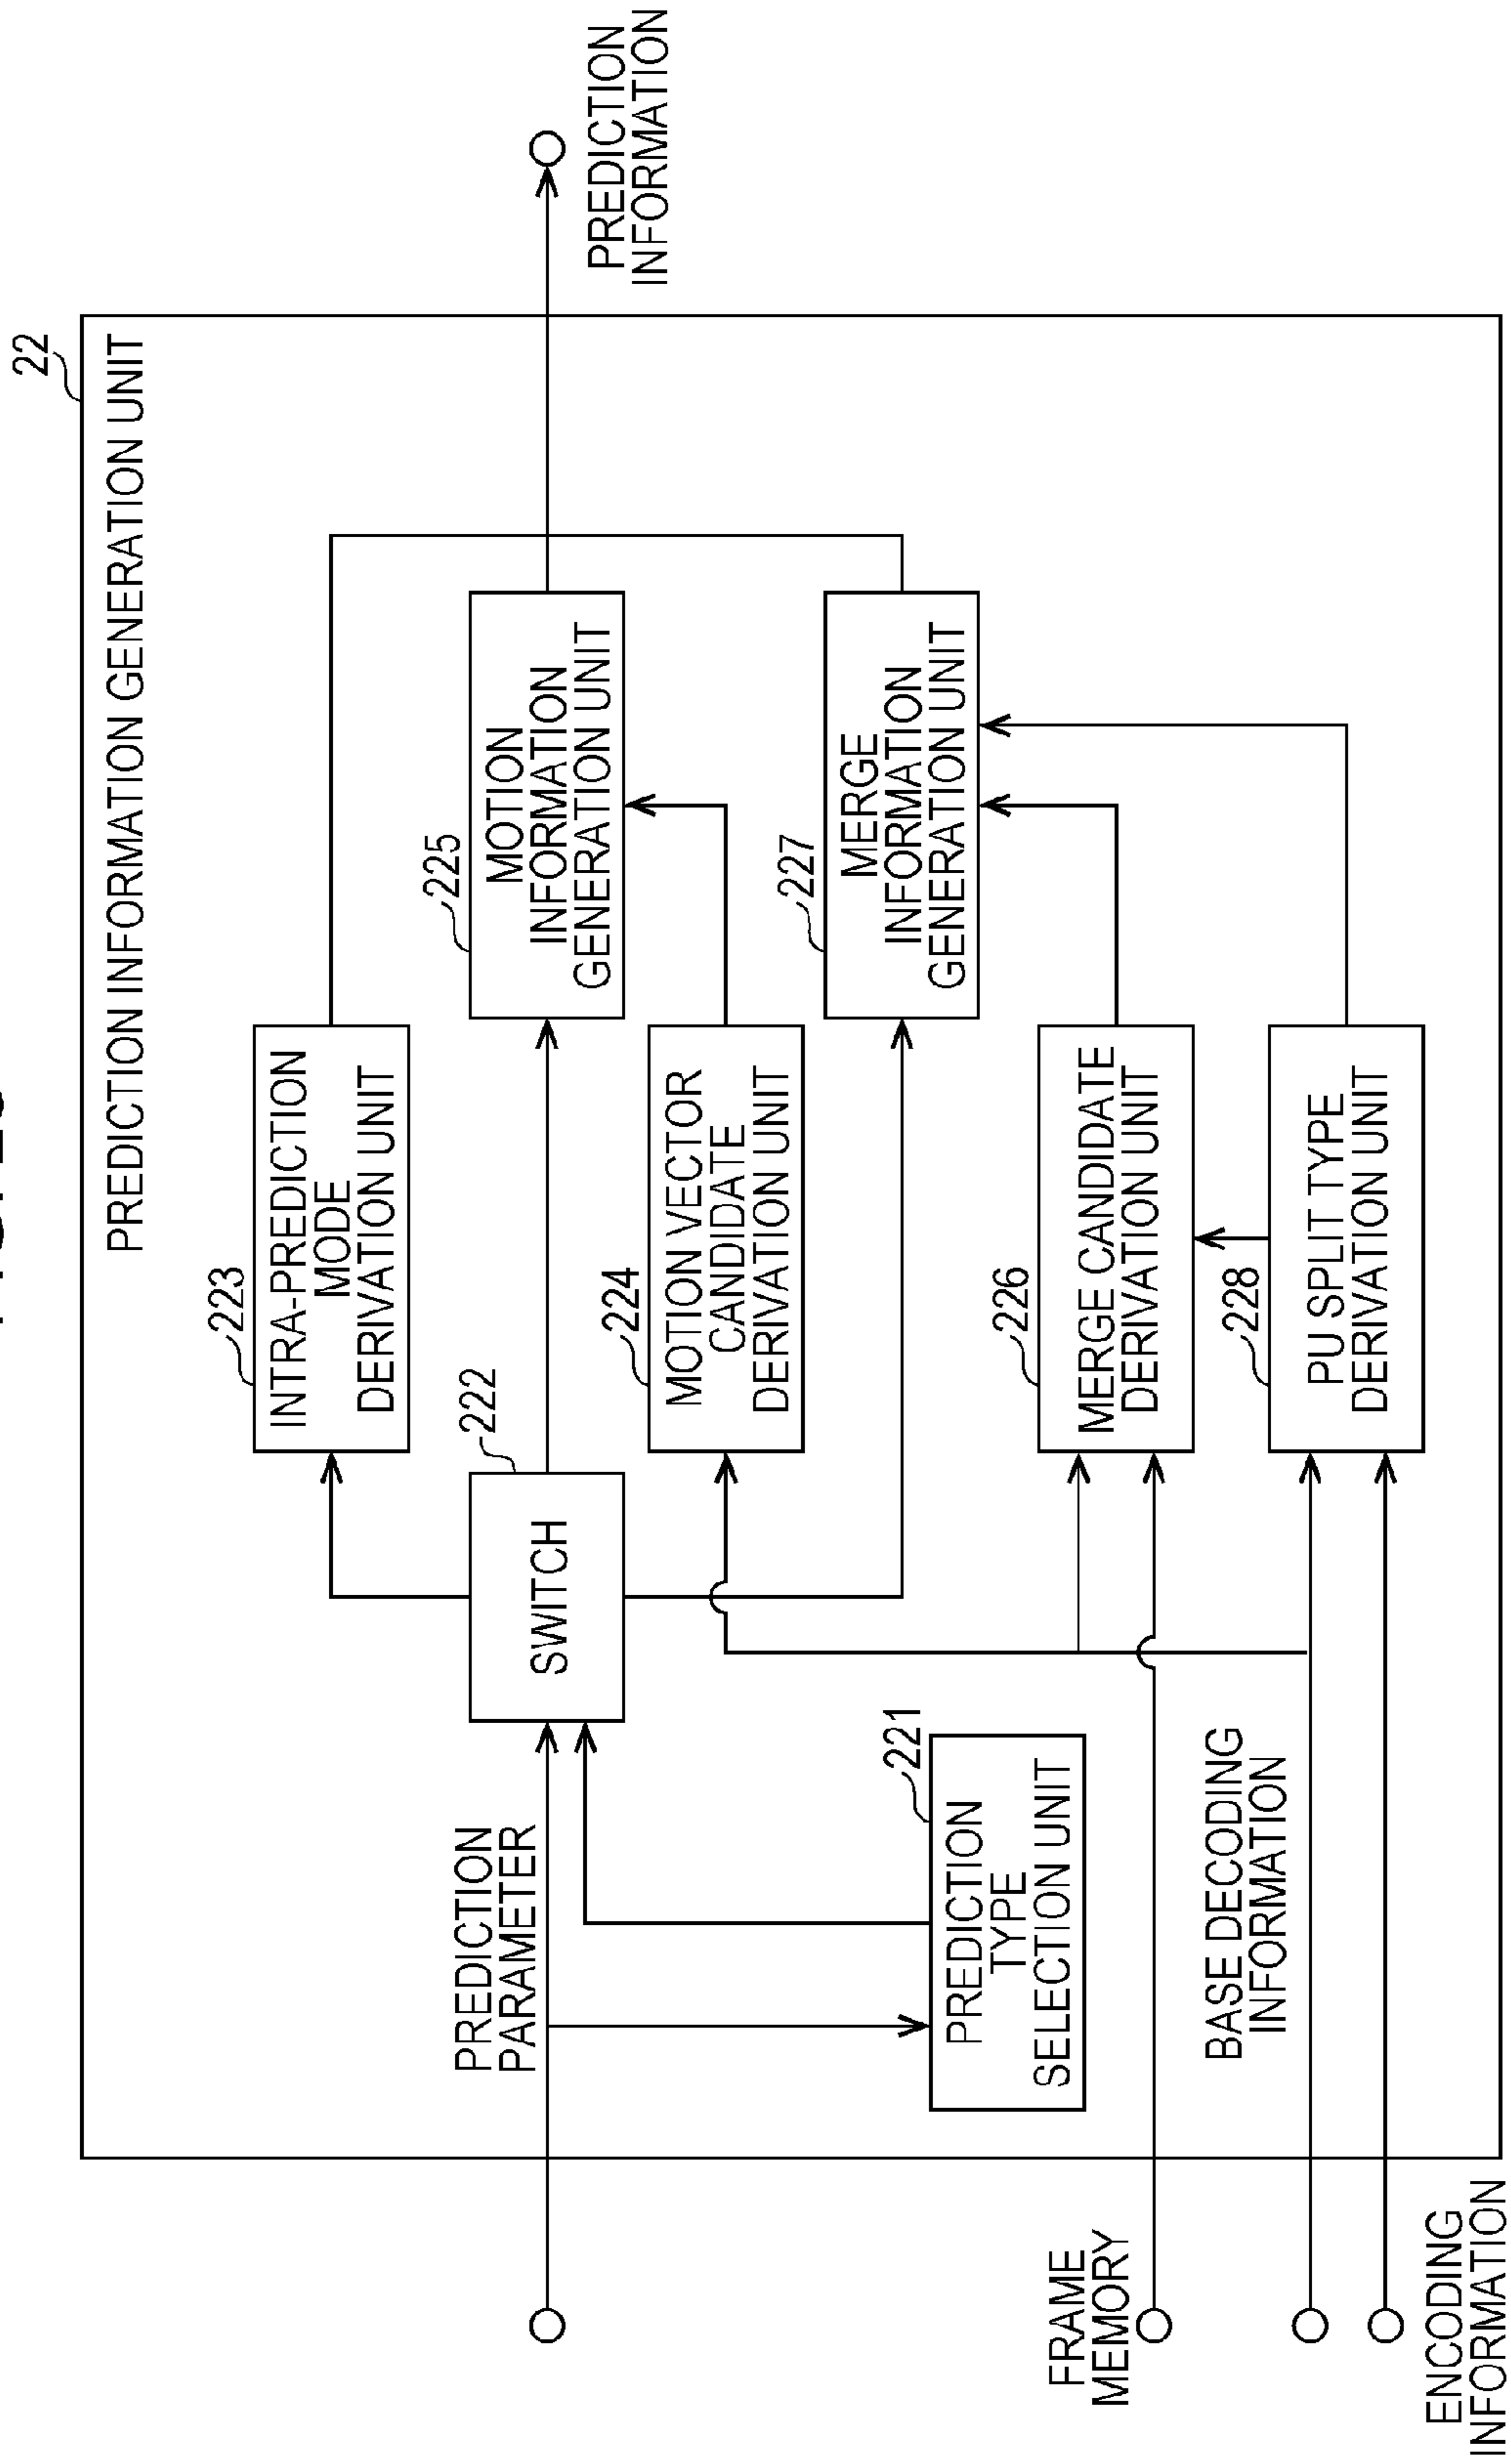 22
PREDICTION INFORMATION GENERATION UNIT
223
INTRA-PREDICTION
MODE
DERIVATION UNIT
PREDICTION
PARAMETER
222
SWITCH
225
MOTION
INFORMATION
GENERATION UNIT
PREDICTION
INFORMATION
224
MOTION VECTOR
CANDIDATE
DERIVATION UNIT
221
PREDICTION
TYPE
SELECTION UNIT
227
MERGE
INFORMATION
GENERATION UNIT
FRAME
MEMORY
226
MERGE CANDIDATE
DERIVATION UNIT
BASE DECODING
INFORMATION
228
PU SPLIT TYPE
DERIVATION UNIT
ENCODING
INFORMATION